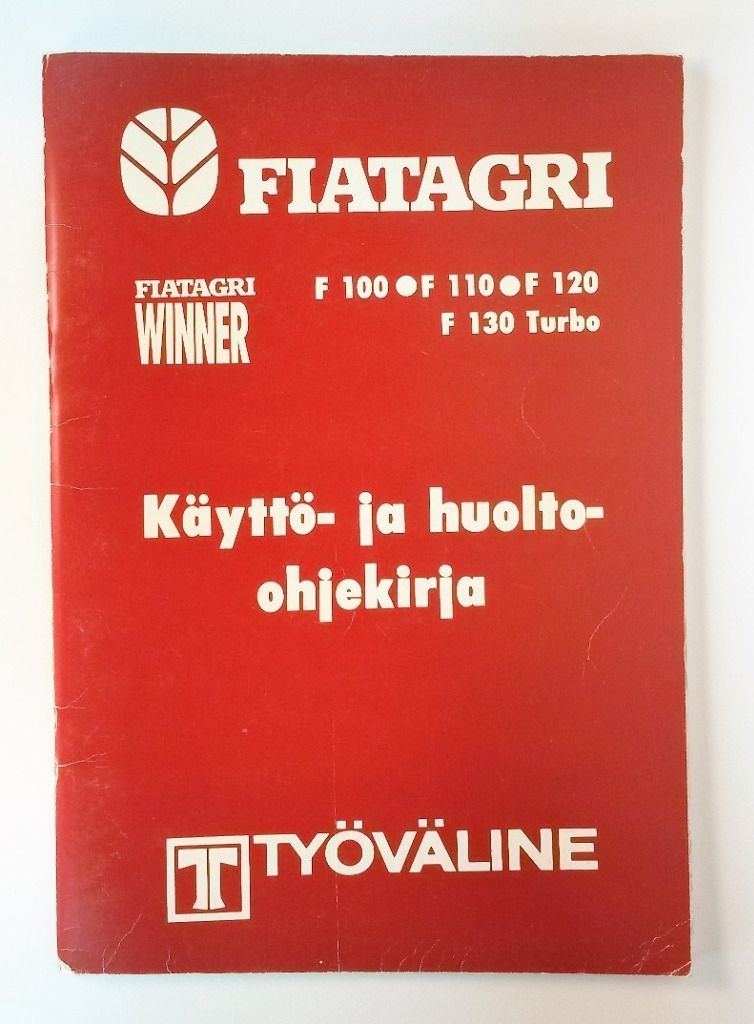 FIATAGRI
FIATAGRI
WINNER
F 100 ● F 110 ● F 120
F 130 Turbo
Käyttö- ja huolto-
ohjekirja
T TYÖVÄLINE